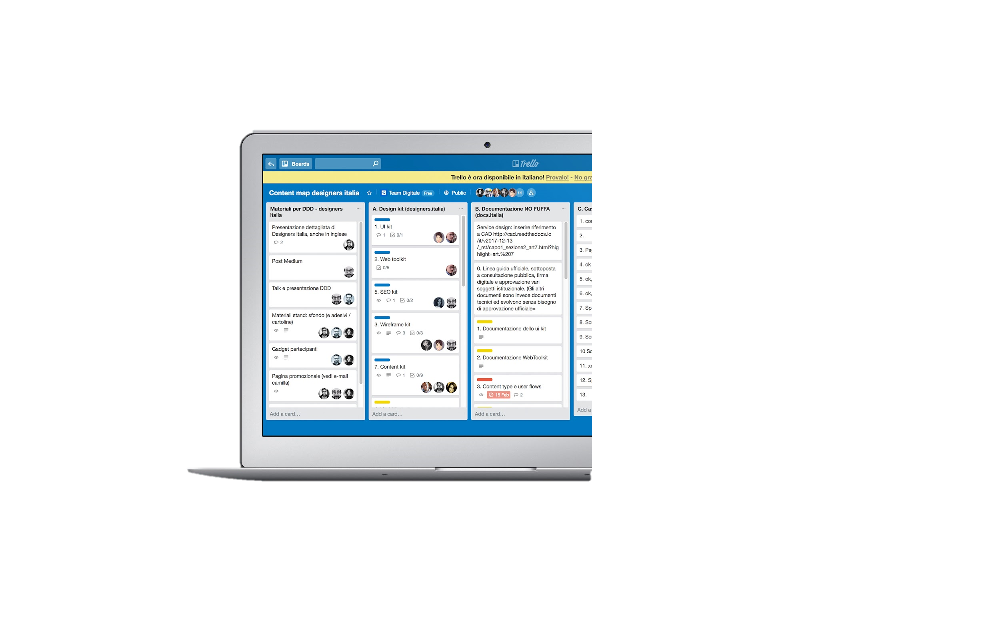 Boards
Trello
Trello è ora disponibile in italiano! Provalo! - No
Content map designers italia
Team Digitale Free
Public
11
Materiali per DDD - designers
italia
Presentazione dettagliata di
Designers Italia, anche in inglese
2
Post Medium
Talk e presentazione DDD
Materiali stand: sfondo (e adesivi /
cartoline)
Gadget partecipanti
Pagina promozionale (vedi e-mail
camilla)
Add a card…
A. Design kit (designers.italia)
1. UI kit
1 0/1
2. Web toolkit
0/5
5. SEO kit
1 0/2
3. Wireframe kit
3 0/3
7. Content kit
1 0/9
Add a card…
B. Documentazione NO FUFFA
(docs.italia)
Service design: inserire riferimento
a CAD http://cad.readthedocs.io
/it/v2017-12-13
/_rst/capo1_sezione2_art7.html?hig
hlight=art.%207
0. Linea guida ufficiale, sottoposta
a consultazione pubblica, firma
digitale e approvazione vari
soggetti istituzionale. (Gli altri
documenti sono invece documenti
tecnici ed evolvono senza bisogno
di approvazione ufficiale=
1. Documentazione dello ui kit
2. Documentazione WebToolkit
3. Content type e user flows
15 Feb 2
Add a card…
C.
1.
2.
3.
4. ok
5. ok,
6. ok,
7.
8.
9.
10
11.
12.
13.
Add a